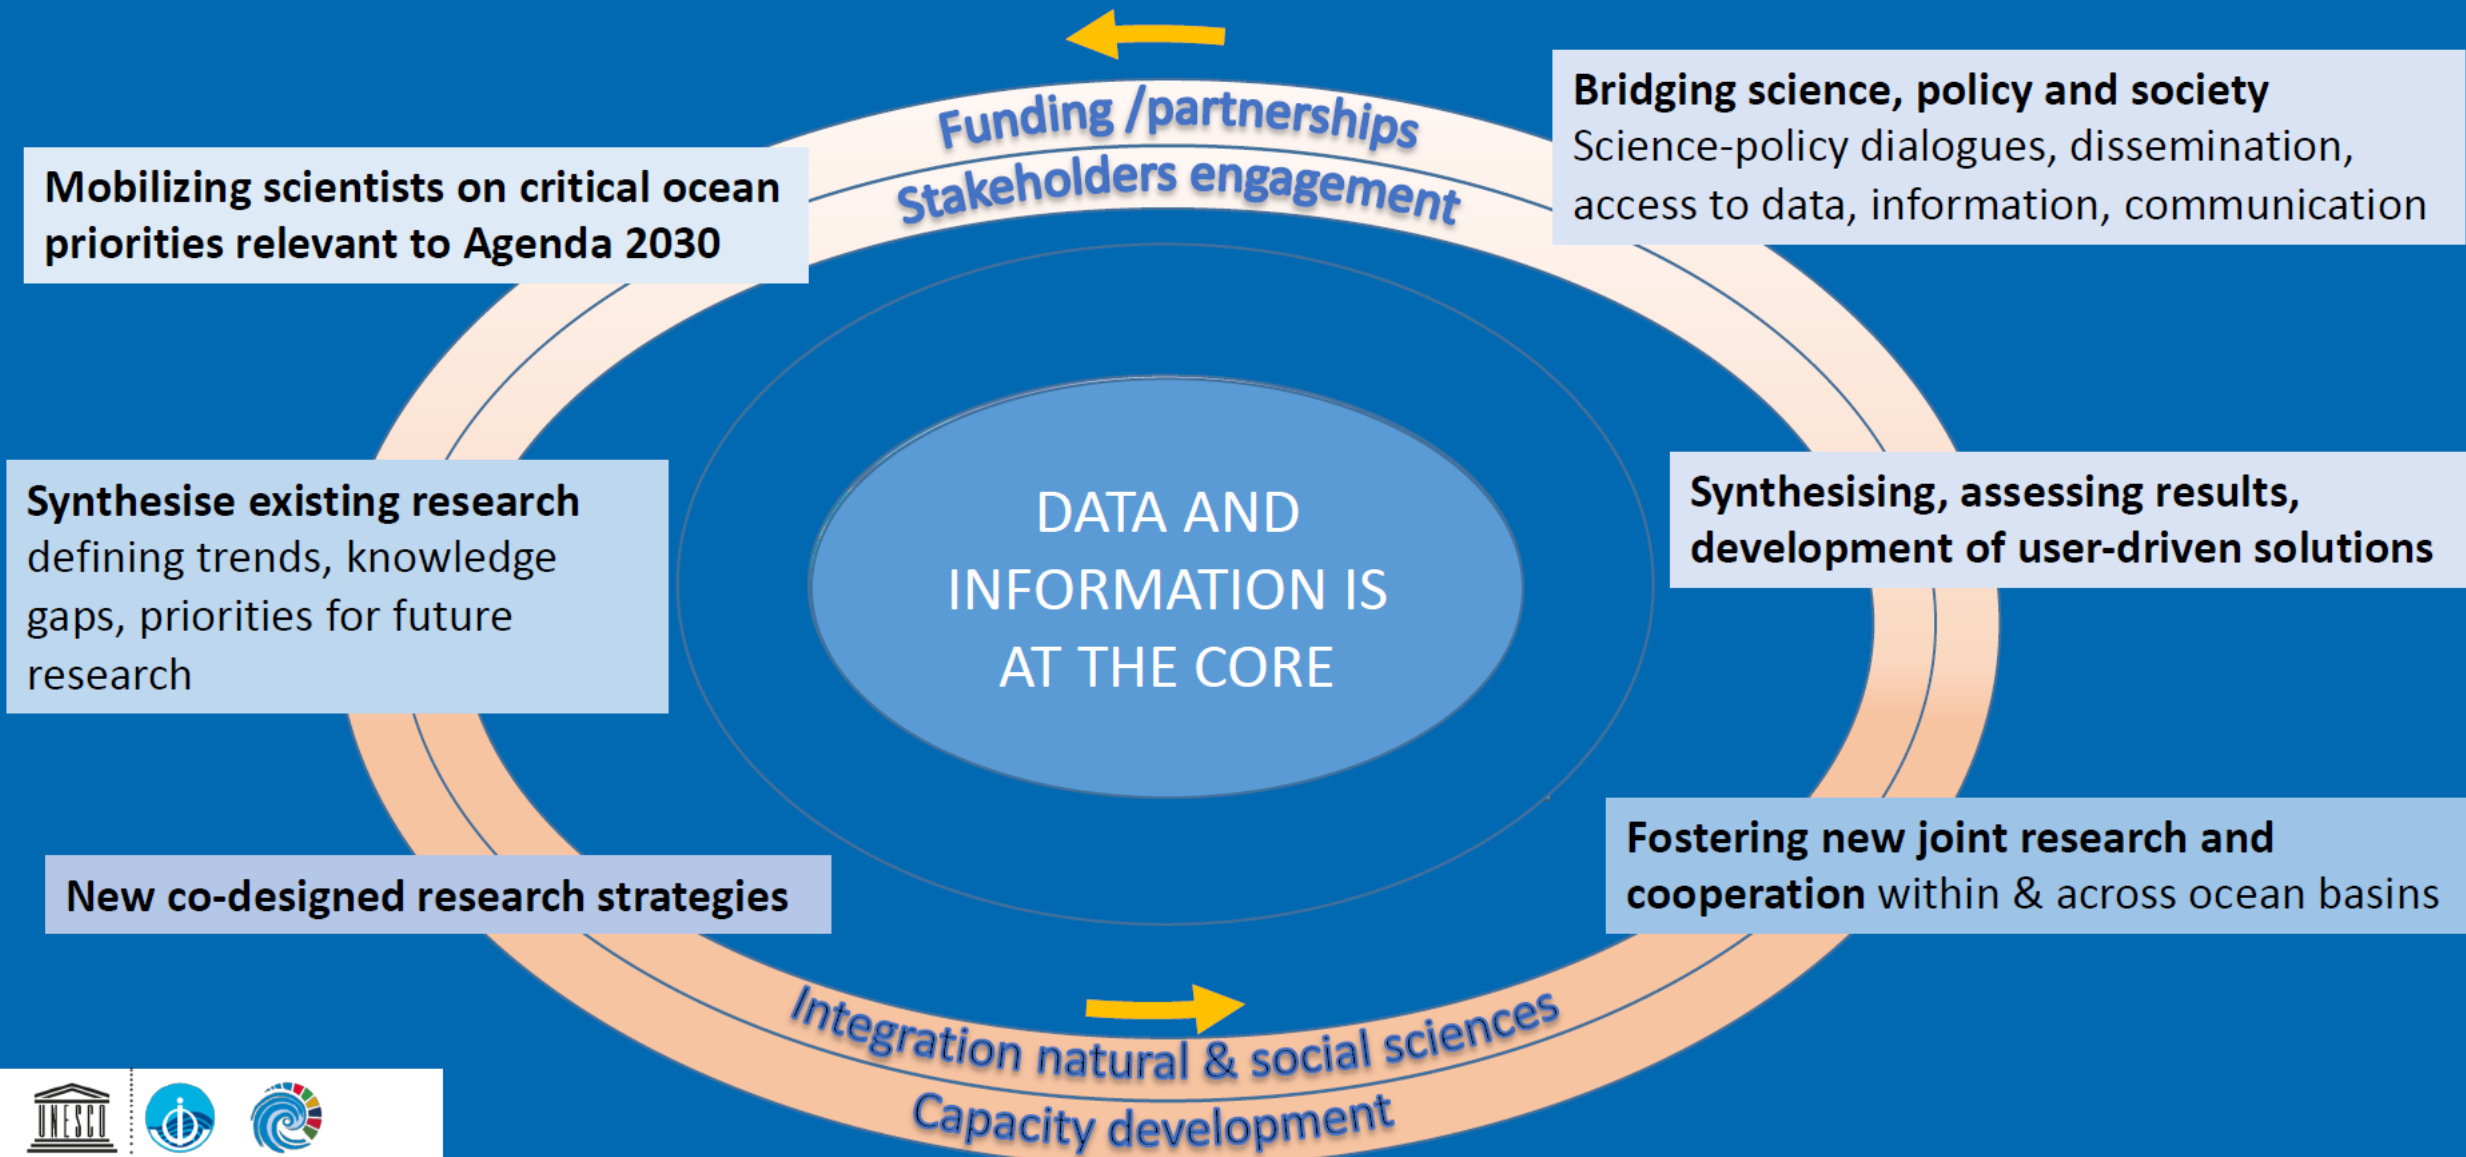 Funding /partnerships
Stakeholders engagement
Bridging science, policy and society
Science-policy dialogues, dissemination,
access to data, information, communication
Mobilizing scientists on critical ocean
priorities relevant to Agenda 2030
Synthesise existing research
defining trends, knowledge
gaps, priorities for future
research
DATA AND
INFORMATION IS
AT THE CORE
Synthesising, assessing results,
development of user-driven solutions
New co-designed research strategies
Fostering new joint research and
cooperation within & across ocean basins
Integration natural & social sciences
Capacity development
UNESCO